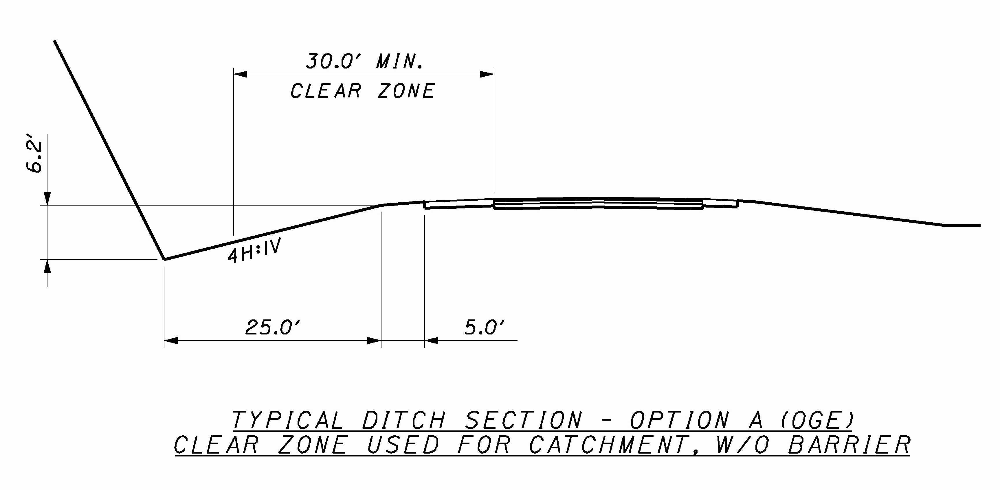 30.0' MIN.
CLEAR ZONE
6.2'
4H:1V
25.0'
5.0'
TYPICAL DITCH SECTION - OPTION A (OGE)
CLEAR ZONE USED FOR CATCHMENT, W/O BARRIER